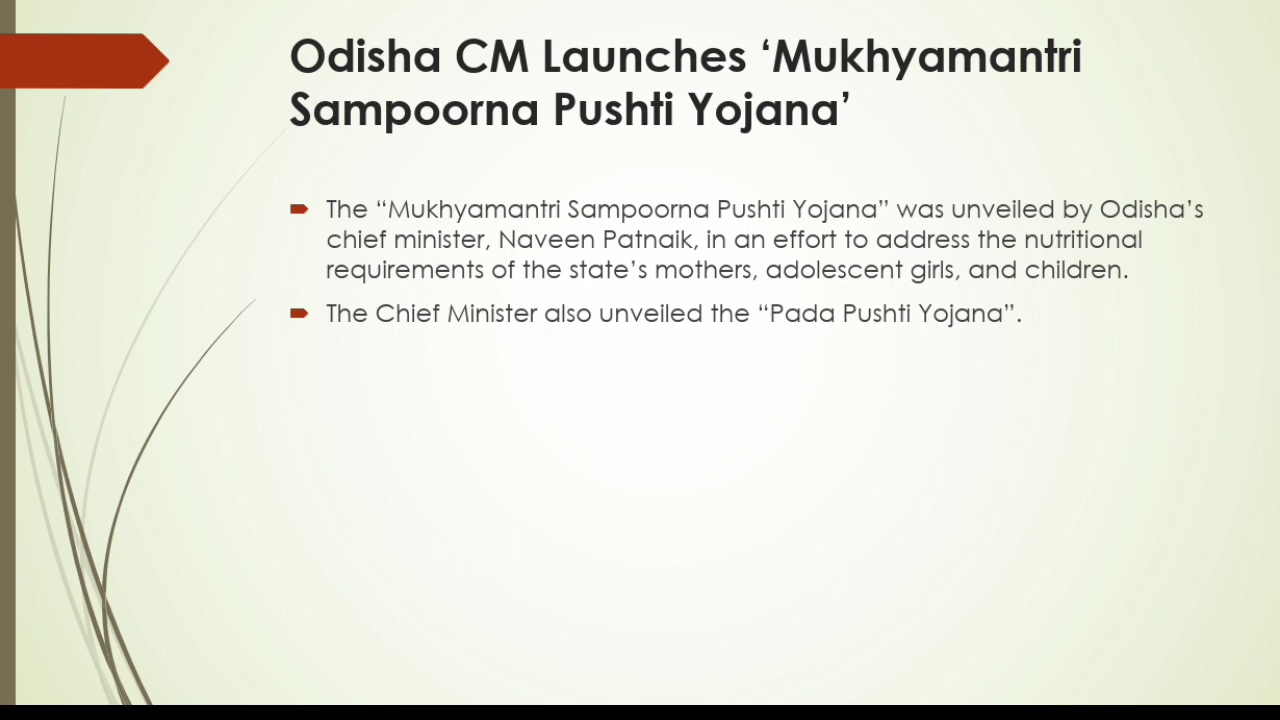 Odisha CM Launches ‘Mukhyamantri
Sampoorna Pushti Yojana’
The “Mukhyamantri Sampoorna Pushti Yojana” was unveiled by Odisha’s
chief minister, Naveen Patnaik, in an effort to address the nutritional
requirements of the state’s mothers, adolescent girls, and children.
The Chief Minister also unveiled the “Pada Pushti Yojana”.